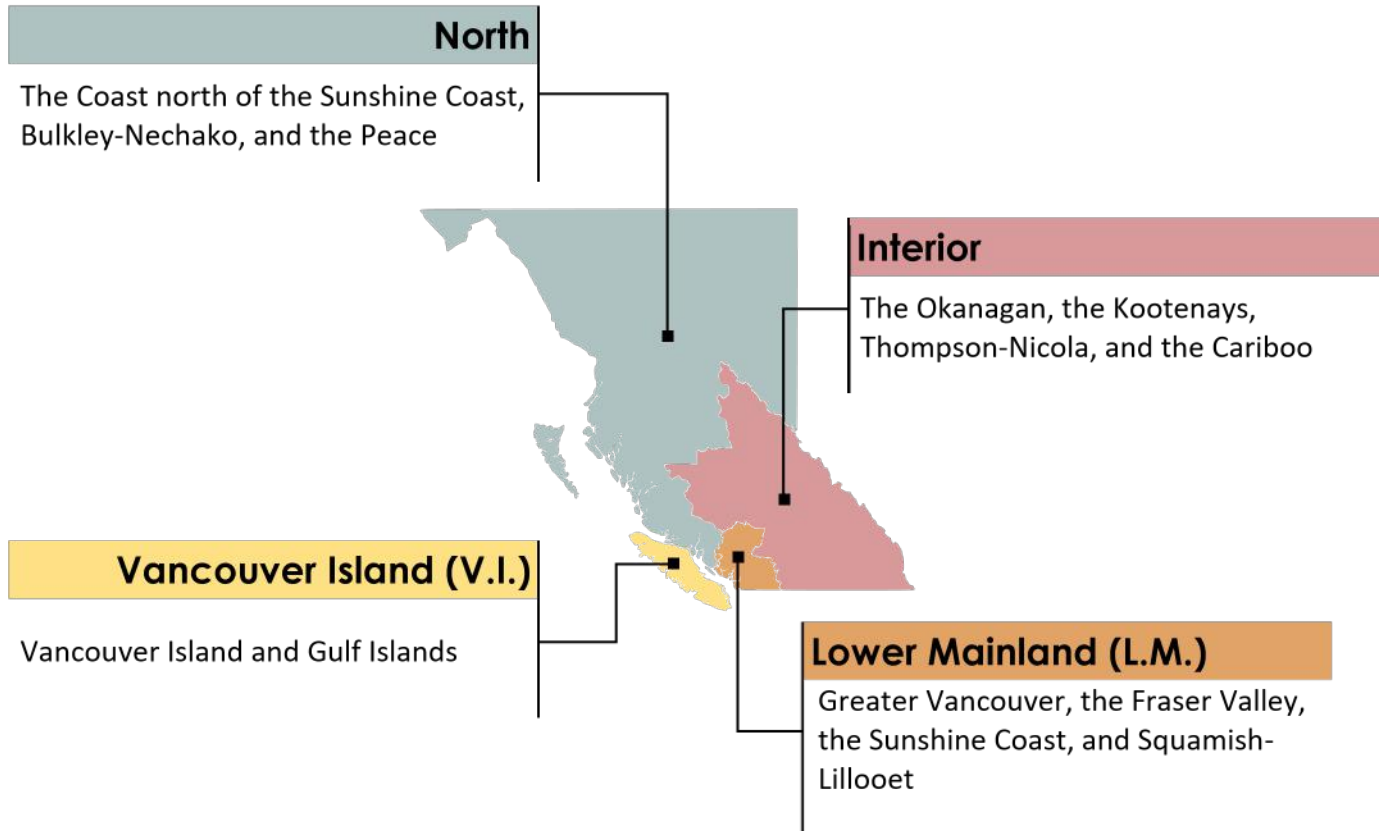 North
The Coast north of the Sunshine Coast,
Bulkley-Nechako, and the Peace
Interior
The Okanagan, the Kootenays,
Thompson-Nicola, and the Cariboo
Vancouver Island (V.I.)
Vancouver Island and Gulf Islands
Lower Mainland (L.M.)
Greater Vancouver, the Fraser Valley,
the Sunshine Coast, and Squamish-
Lillooet